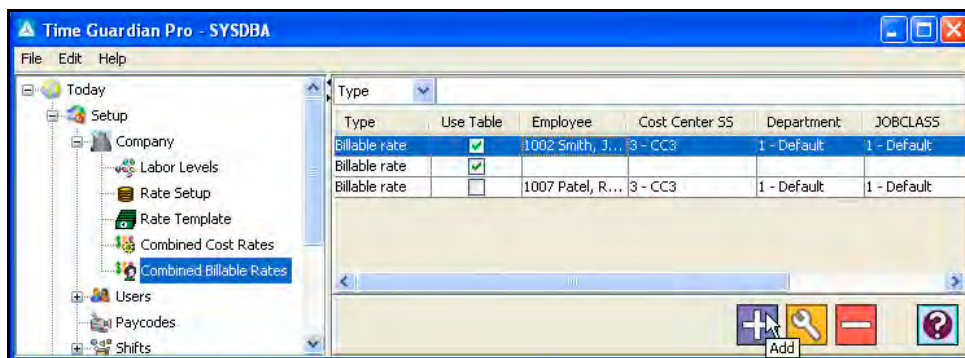 Time Guardian Pro - SYSDBA
File Edit Help
Today
Setup
Company
Labor Levels
Rate Setup
Rate Template
Combined Cost Rates
Combined Billable Rates
Users
Paycodes
Shifts
Type
Type Use Table Employee Cost Center SS Department JOBCLASS
Billable rate 1002 Smith, J... 3 - CC3 1 - Default 1 - Default
Billable rate
Billable rate 1007 Patel, R... 3 - CC3 1 - Default 1 - Default
Add